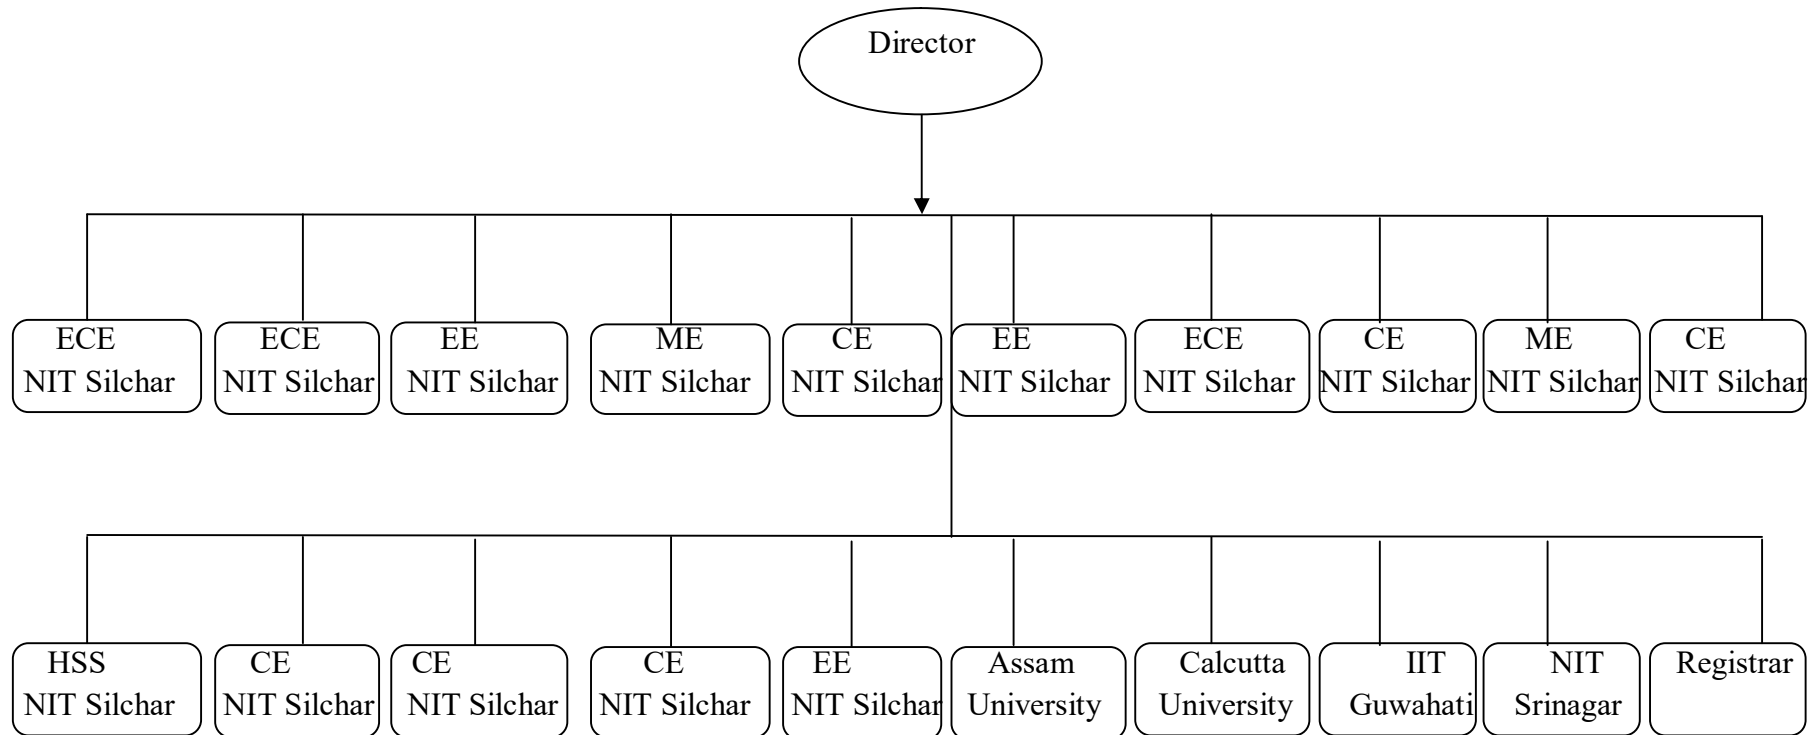 Director
ECE
NIT Silchar
ECE
NIT Silchar
EE
NIT Silchar
ME
NIT Silchar
CE
NIT Silchar
EE
NIT Silchar
ECE
NIT Silchar
CE
NIT Silchar
ME
NIT Silchar
CE
NIT Silchar
HSS
NIT Silchar
CE
NIT Silchar
CE
NIT Silchar
CE
NIT Silchar
EE
NIT Silchar
Assam
University
Calcutta
University
IIT
Guwahati
NIT
Srinagar
Registrar